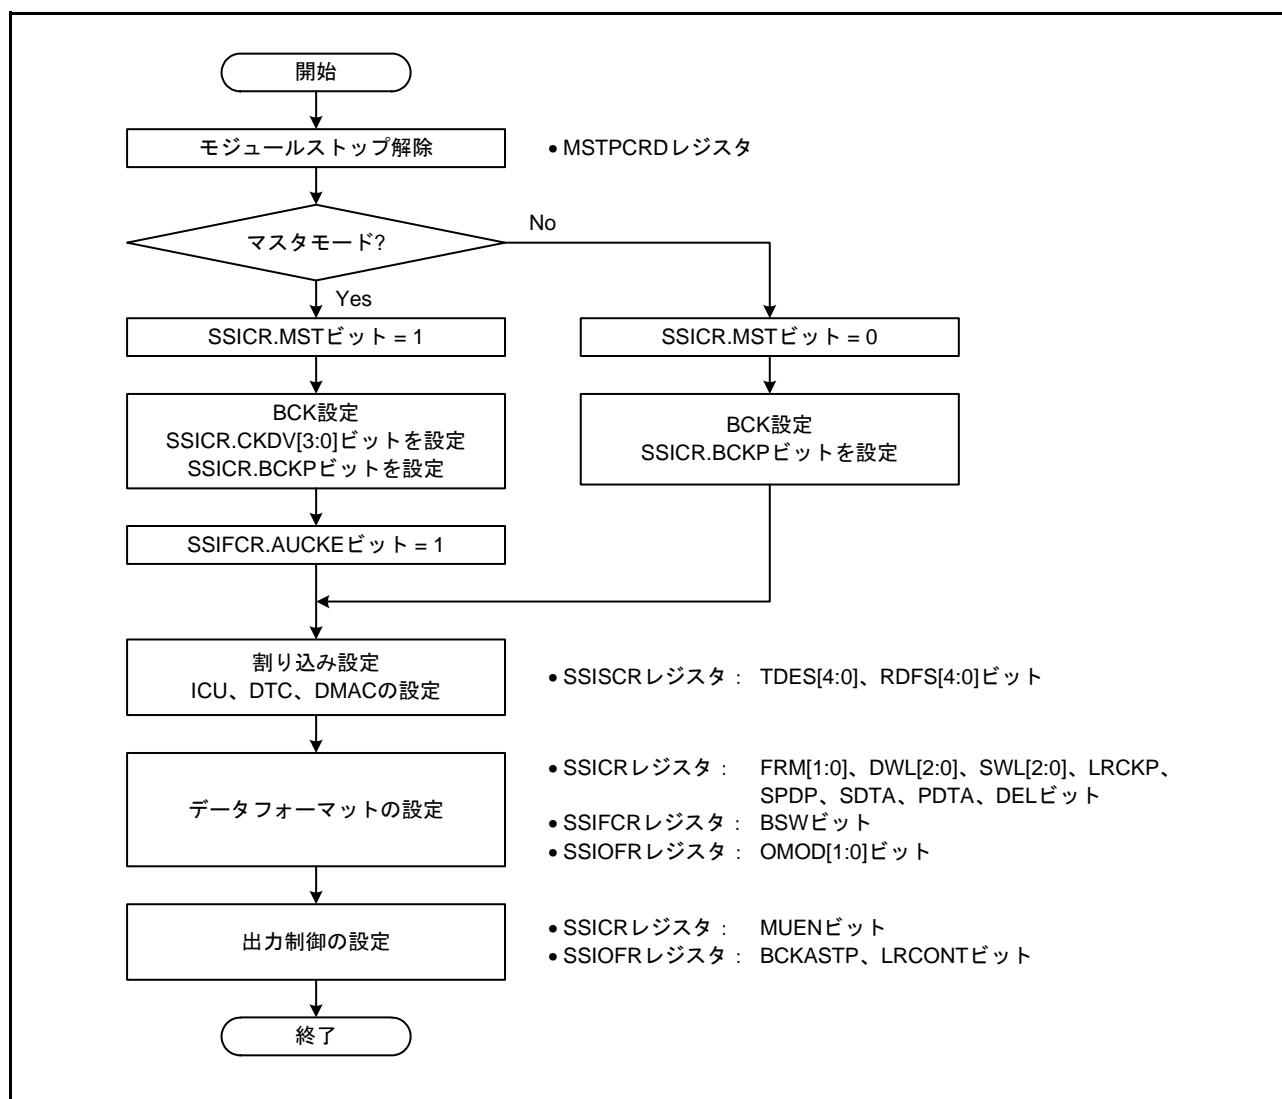 開始
モジュールストップ解除
• MSTPCRDレジスタ
マスタモード?
No
Yes
SSICR.MSTビット = 1
SSICR.MSTビット = 0
BCK設定
SSICR.CKDV[3:0]ビットを設定
SSICR.BCKPビットを設定
BCK設定
SSICR.BCKPビットを設定
SSIFCR.AUCKEビット = 1
割り込み設定
ICU、DTC、DMACの設定
• SSISCRレジスタ : TDES[4:0]、RDFS[4:0]ビット
データフォーマットの設定
• SSICRレジスタ : FRM[1:0]、DWL[2:0]、SWL[2:0]、LRCKP、
SPDP、SDTA、PDTA、DELビット
• SSIFCRレジスタ : BSWビット
• SSIOFRレジスタ : OMOD[1:0]ビット
出力制御の設定
• SSICRレジスタ : MUENビット
• SSIOFRレジスタ : BCKASTP、LRCONTビット
終了